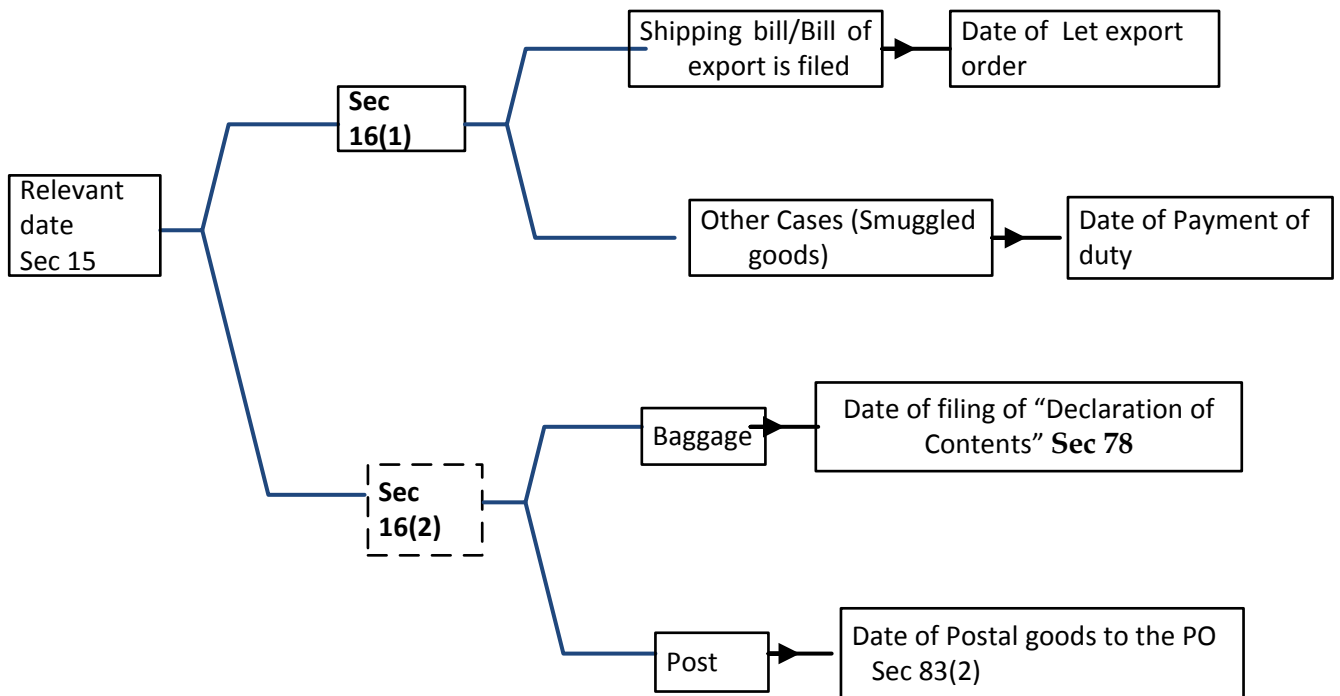 Relevant
date
Sec 15
Sec
16(1)
Shipping bill/Bill of
export is filed
Date of Let export
order
Other Cases (Smuggled
goods)
Date of Payment of
duty
Sec
16(2)
Baggage
Date of filing of “Declaration of
Contents” Sec 78
Post
Date of Postal goods to the PO
Sec 83(2)